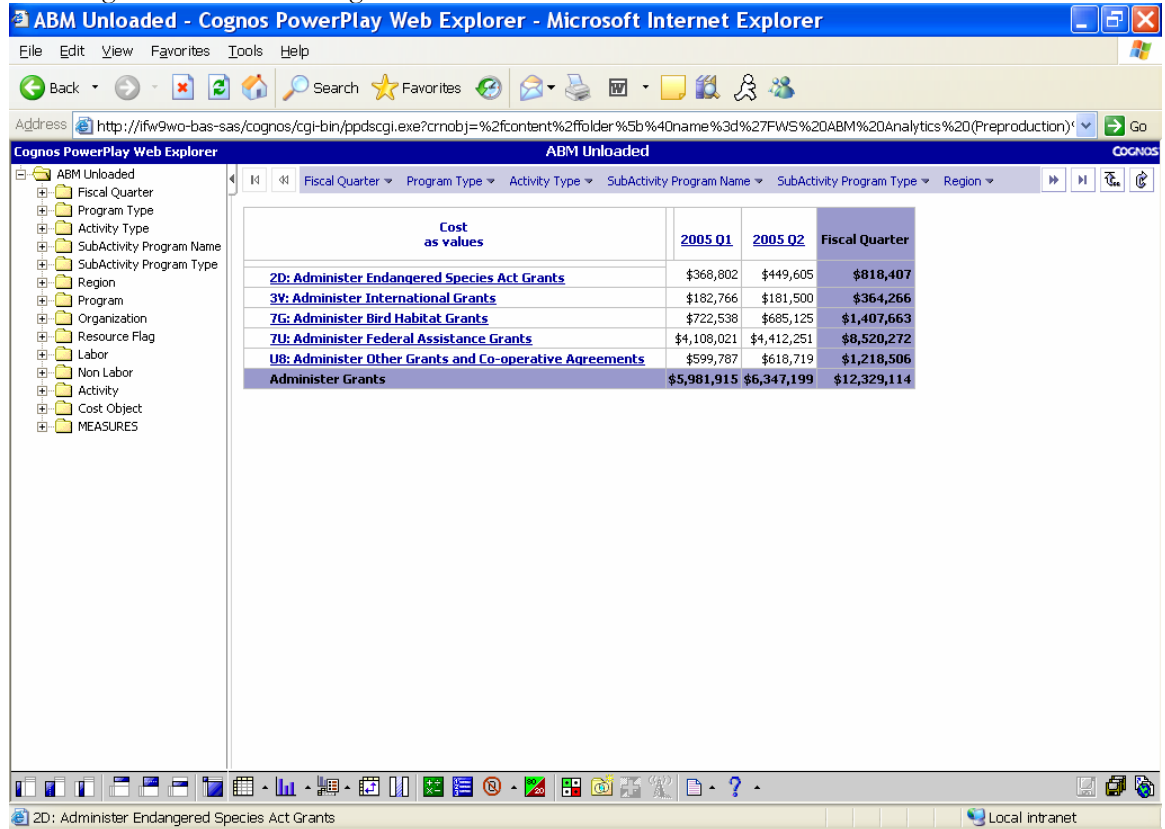 ABM Unloaded - Cognos PowerPlay Web Explorer - Microsoft Internet Explorer
File Edit View Favorites Tools Help
Back Search Favorites
Address http://ifw9wo-bas-sas/cognos/cgi-bin/ppdscgi.exe?crnobj=%2fcontent%2ffolder%5b%40name%3d%27FWS%20ABM%20Analytics%20(Preproduction) Go
Cognos PowerPlay Web Explorer ABM Unloaded COGNOS
ABM Unloaded
Fiscal Quarter
Program Type
Activity Type
SubActivity Program Name
SubActivity Program Type
Region
Program
Organization
Resource Flag
Labor
Non Labor
Activity
Cost Object
MEASURES
Fiscal Quarter Program Type Activity Type SubActivity Program Name SubActivity Program Type Region
Cost
as values 2005 Q1 2005 Q2 Fiscal Quarter
2D: Administer Endangered Species Act Grants $368,802 $449,605 $818,407
3V: Administer International Grants $182,766 $181,500 $364,266
7G: Administer Bird Habitat Grants $722,538 $685,125 $1,407,663
7U: Administer Federal Assistance Grants $4,108,021 $4,412,251 $8,520,272
U8: Administer Other Grants and Co-operative Agreements $599,787 $618,719 $1,218,506
Administer Grants $5,981,915 $6,347,199 $12,329,114
2D: Administer Endangered Species Act Grants Local intranet